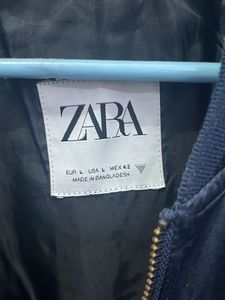 ZARA
EUR L USA L MEX 42
MADE IN BANGLADESH